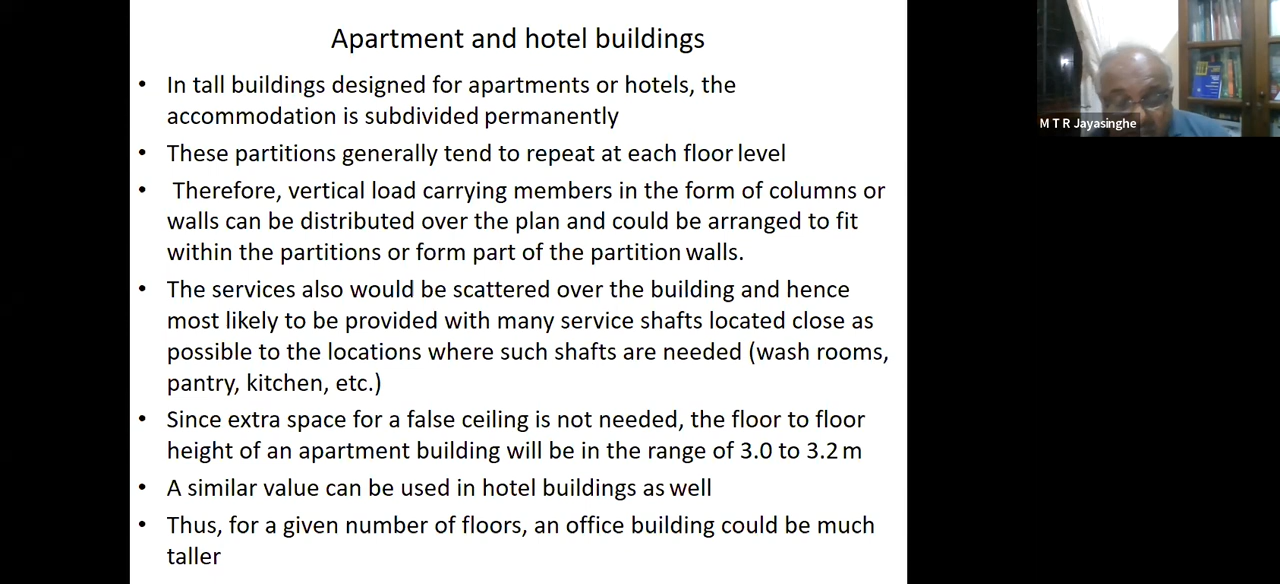 Apartment and hotel buildings
• In tall buildings designed for apartments or hotels, the
accommodation is subdivided permanently
• These partitions generally tend to repeat at each floor level
• Therefore, vertical load carrying members in the form of columns or
walls can be distributed over the plan and could be arranged to fit
within the partitions or form part of the partition walls.
• The services also would be scattered over the building and hence
most likely to be provided with many service shafts located close as
possible to the locations where such shafts are needed (wash rooms,
pantry, kitchen, etc.)
• Since extra space for a false ceiling is not needed, the floor to floor
height of an apartment building will be in the range of 3.0 to 3.2 m
• A similar value can be used in hotel buildings as well
• Thus, for a given number of floors, an office building could be much
taller
M T R Jayasinghe